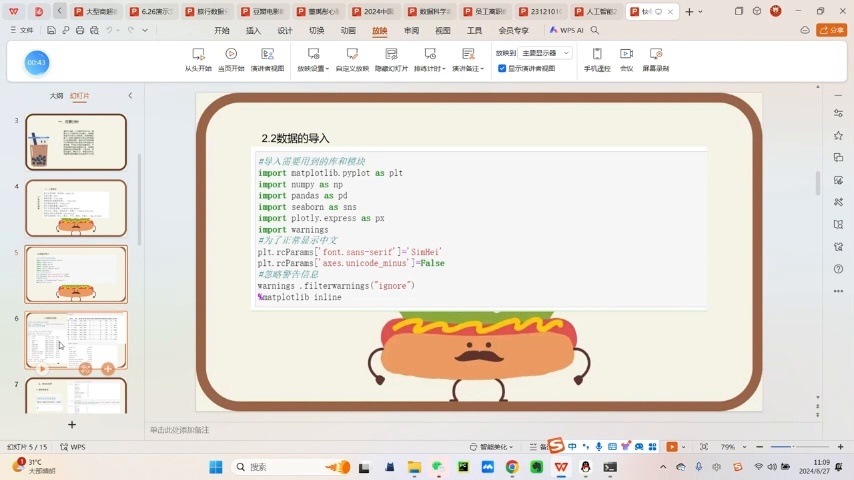 大型商超
6.26演示文
旅行数据
豆瓣电影
2024中国
数据科学
员工离职
23121010
人工智能
文件
开始
插入
设计
切换
动画
放映
审阅
视图
工具
会员专享
WPS AI
分享
00:43
从头开始
当页开始
演讲者视图
放映设置
自定义放映
隐藏幻灯片
排练计时
演讲备注
放映到
主要显示器
显示演讲者视图
手机遥控
会议
屏幕录制
大纲
幻灯片
3
4
5
6
7
2.2数据的导入
#导入需要用到的库和模块
import matplotlib.pyplot as plt
import numpy as np
import pandas as pd
import seaborn as sns
import plotly.express as px
import warnings
#为了正常显示中文
plt.rcParams['font.sans-serif']='SimHei'
plt.rcParams['axes.unicode_minus']=False
#忽略警告信息
warnings .filterwarnings("ignore")
%matplotlib inline
单击此处添加备注
幻灯片 5 / 15
WPS
智能美化
中
79%
31°C
大部晴朗
搜索
11:09
2024/6/27